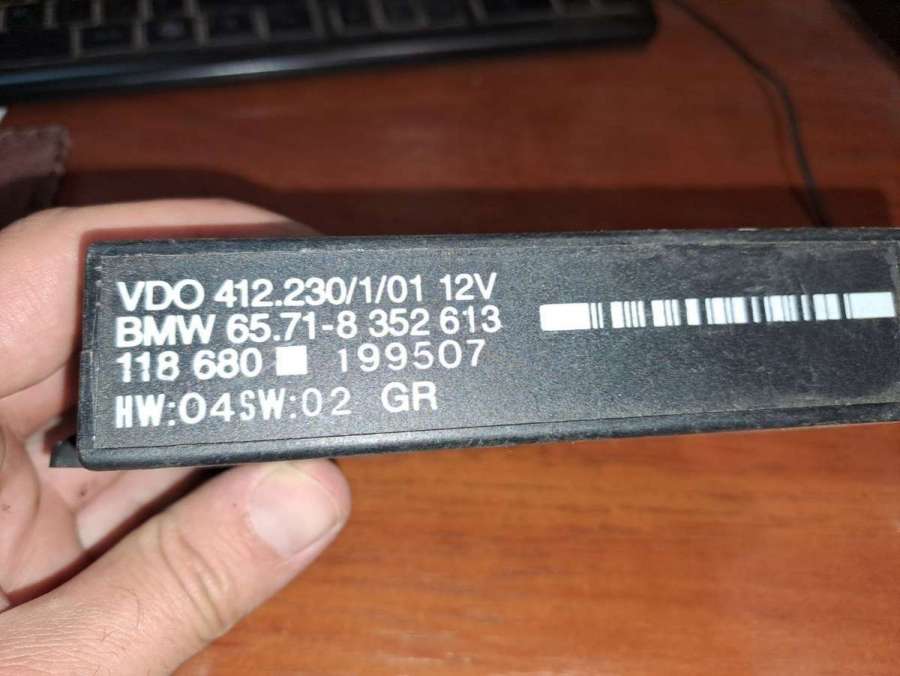 VDO 412.230/1/01 12V
BMW 65.71-8 352 613
118 680 199507
HW:04SW:02 GR